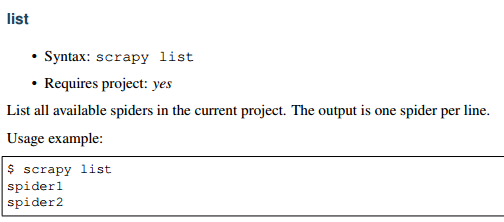 list
• Syntax: scrapy list
• Requires project: yes
List all available spiders in the current project. The output is one spider per line.
Usage example:
$ scrapy list
spider1
spider2